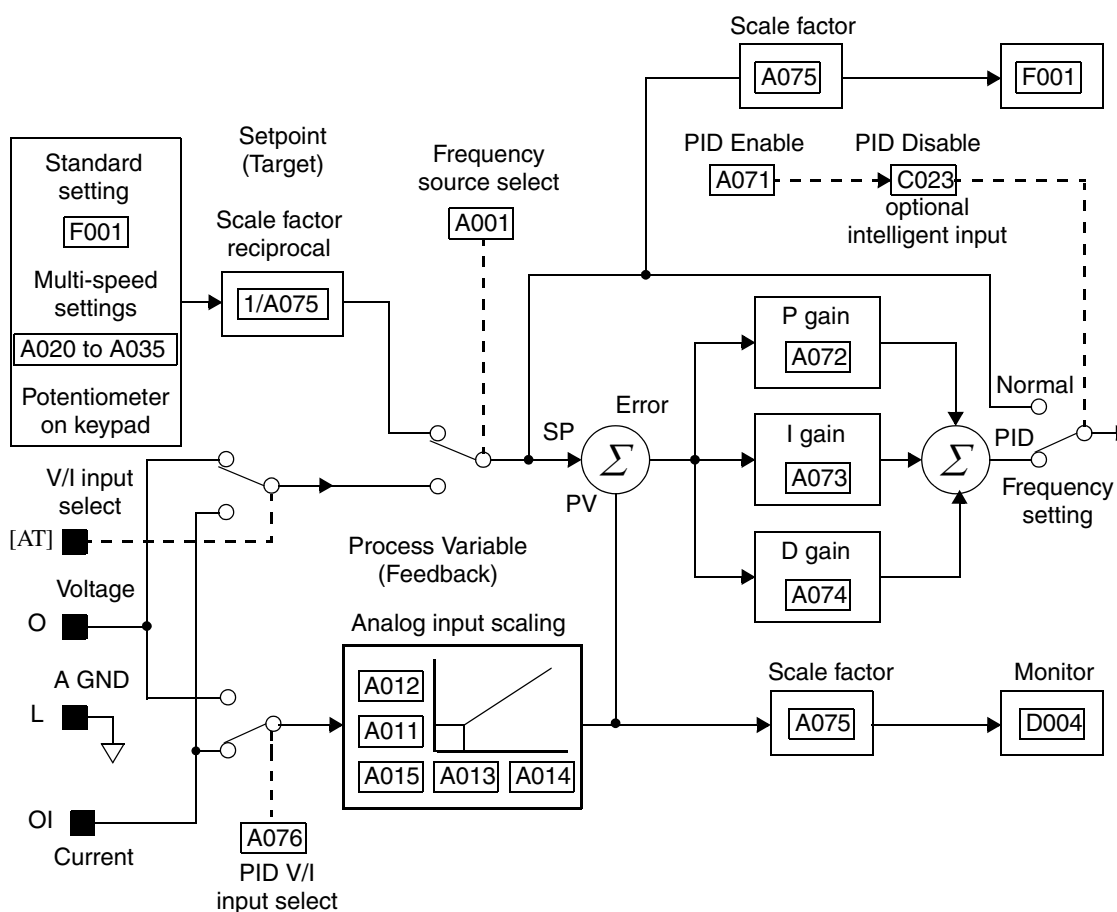 Scale factor
A075
F001
PID Enable
PID Disable
A071
C023
optional
intelligent input
Setpoint
(Target)
Frequency
source select
A001
Standard
setting
F001
Multi-speed
settings
A020 to A035
Potentiometer
on keypad
Scale factor
reciprocal
1/A075
P gain
A072
I gain
A073
D gain
A074
Error
SP
Σ
PV
Σ
Normal
PID
Frequency
setting
V/I input
select
[AT]
Voltage
O
A GND
L
OI
Current
Process Variable
(Feedback)
Analog input scaling
A012
A011
A015
A013
A014
A076
PID V/I
input select
Scale factor
A075
Monitor
D004